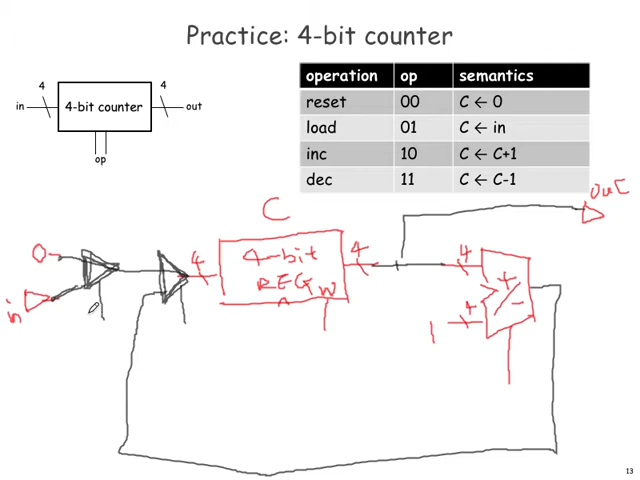 Practice: 4-bit counter
4 4
in 4-bit counter out
op
operation op semantics
reset 00 C ← 0
load 01 C ← in
inc 10 C ← C+1
dec 11 C ← C-1
out
C
0 4 4-bit 4 4 +
in REG W 4 / -
1
13